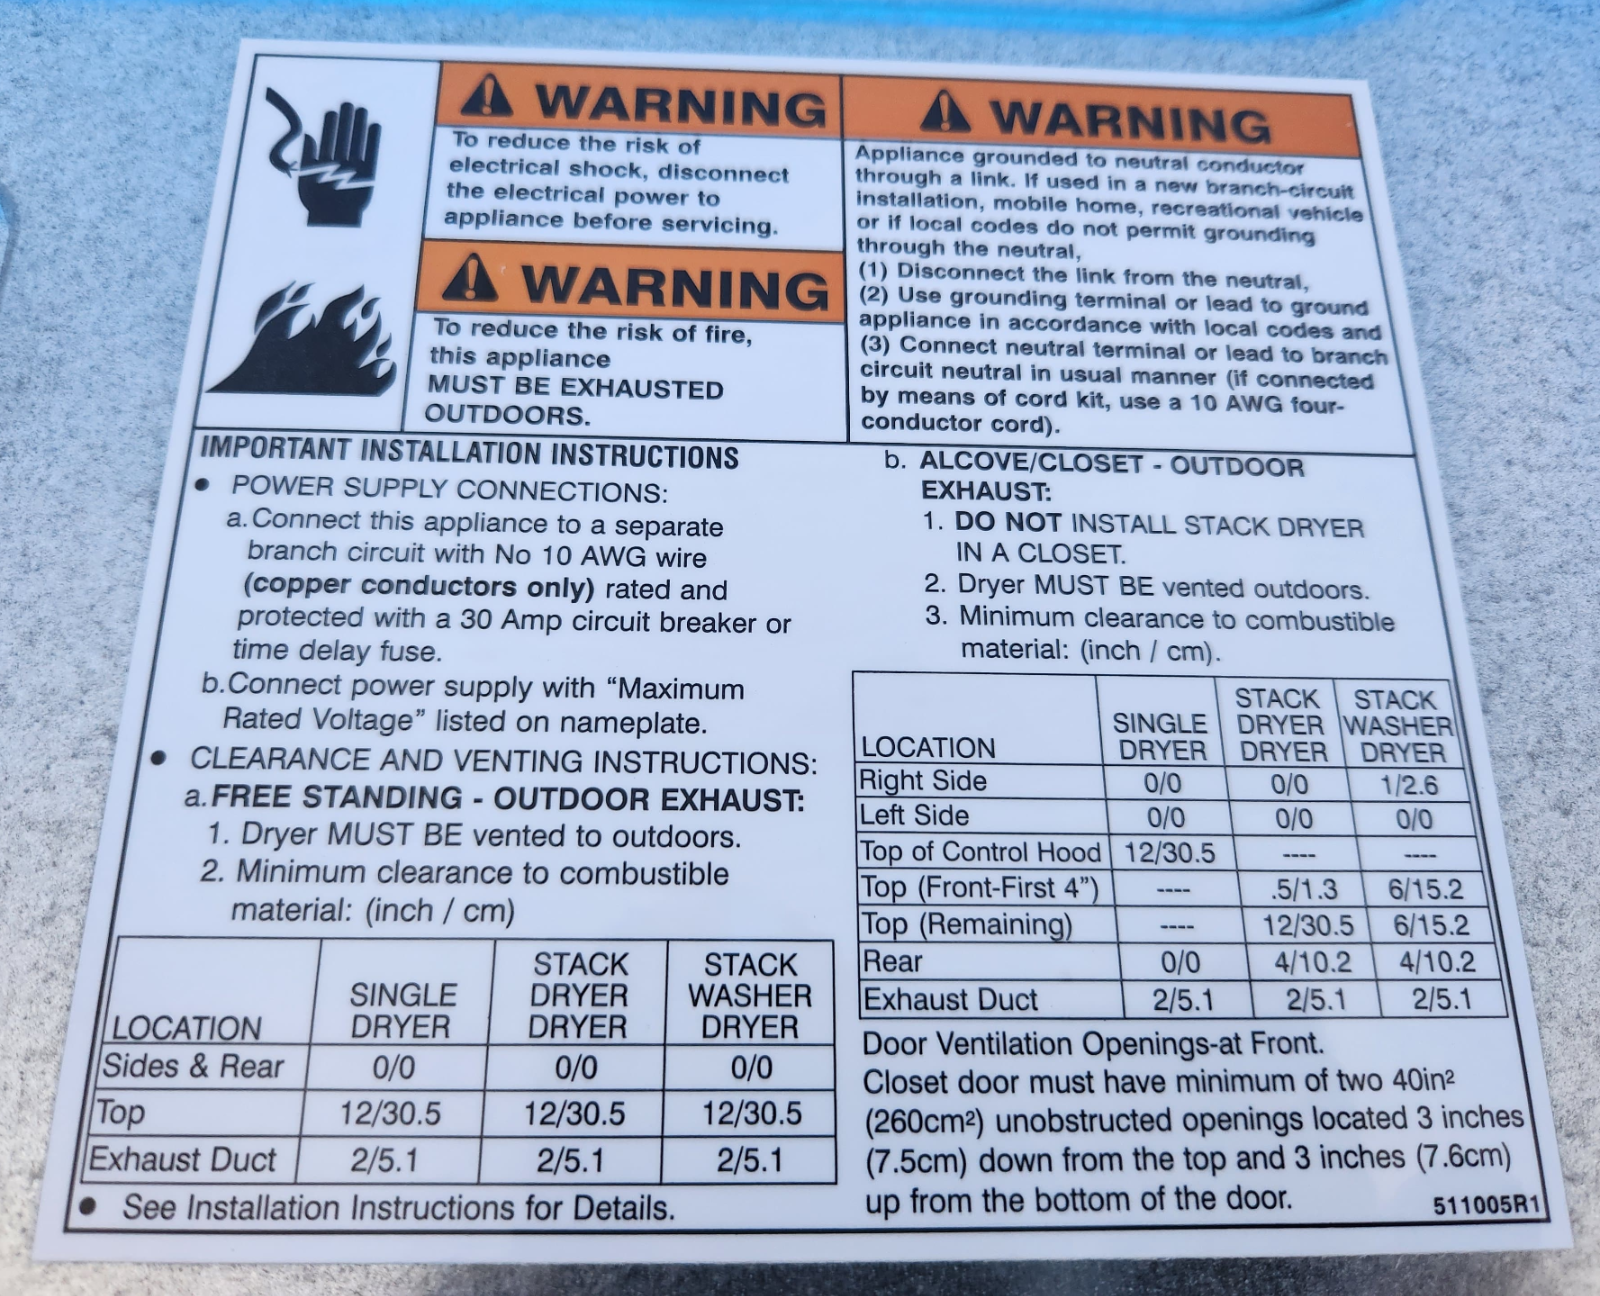 WARNING
To reduce the risk of
electrical shock, disconnect
the electrical power to
appliance before servicing.
WARNING
To reduce the risk of fire,
this appliance
MUST BE EXHAUSTED
OUTDOORS.
WARNING
Appliance grounded to neutral conductor
through a link. If used in a new branch-circuit
installation, mobile home, recreational vehicle
or if local codes do not permit grounding
through the neutral,
(1) Disconnect the link from the neutral,
(2) Use grounding terminal or lead to ground
appliance in accordance with local codes and
(3) Connect neutral terminal or lead to branch
circuit neutral in usual manner (if connected
by means of cord kit, use a 10 AWG four-
conductor cord).
IMPORTANT INSTALLATION INSTRUCTIONS
• POWER SUPPLY CONNECTIONS:
a. Connect this appliance to a separate
branch circuit with No 10 AWG wire
(copper conductors only) rated and
protected with a 30 Amp circuit breaker or
time delay fuse.
b. Connect power supply with “Maximum
Rated Voltage” listed on nameplate.
• CLEARANCE AND VENTING INSTRUCTIONS:
a. FREE STANDING - OUTDOOR EXHAUST:
1. Dryer MUST BE vented to outdoors.
2. Minimum clearance to combustible
material: (inch / cm)
STACK STACK
SINGLE DRYER WASHER
LOCATION DRYER DRYER DRYER
Sides & Rear 0/0 0/0 0/0
Top 12/30.5 12/30.5 12/30.5
Exhaust Duct 2/5.1 2/5.1 2/5.1
• See Installation Instructions for Details.
b. ALCOVE/CLOSET - OUTDOOR
EXHAUST:
1. DO NOT INSTALL STACK DRYER
IN A CLOSET.
2. Dryer MUST BE vented outdoors.
3. Minimum clearance to combustible
material: (inch / cm).
STACK STACK
SINGLE DRYER WASHER
LOCATION DRYER DRYER DRYER
Right Side 0/0 0/0 1/2.6
Left Side 0/0 0/0 0/0
Top of Control Hood 12/30.5 ---- ----
Top (Front-First 4”) ---- .5/1.3 6/15.2
Top (Remaining) ---- 12/30.5 6/15.2
Rear 0/0 4/10.2 4/10.2
Exhaust Duct 2/5.1 2/5.1 2/5.1
Door Ventilation Openings-at Front.
Closet door must have minimum of two 40in²
(260cm²) unobstructed openings located 3 inches
(7.5cm) down from the top and 3 inches (7.6cm)
up from the bottom of the door.
511005R1